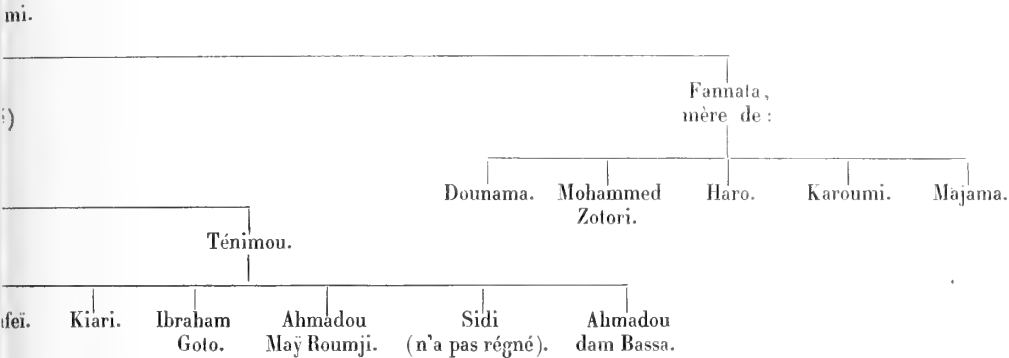 mi.
Fannata,
mère de :
)
Dounama. Mohammed Haro. Karoumi. Majama.
Zotori.
Ténimou.
feï. Kiari. Ibraham Ahmadou Sidi Ahmadou
Goto. Maÿ Roumji. (n'a pas régné). dam Bassa.